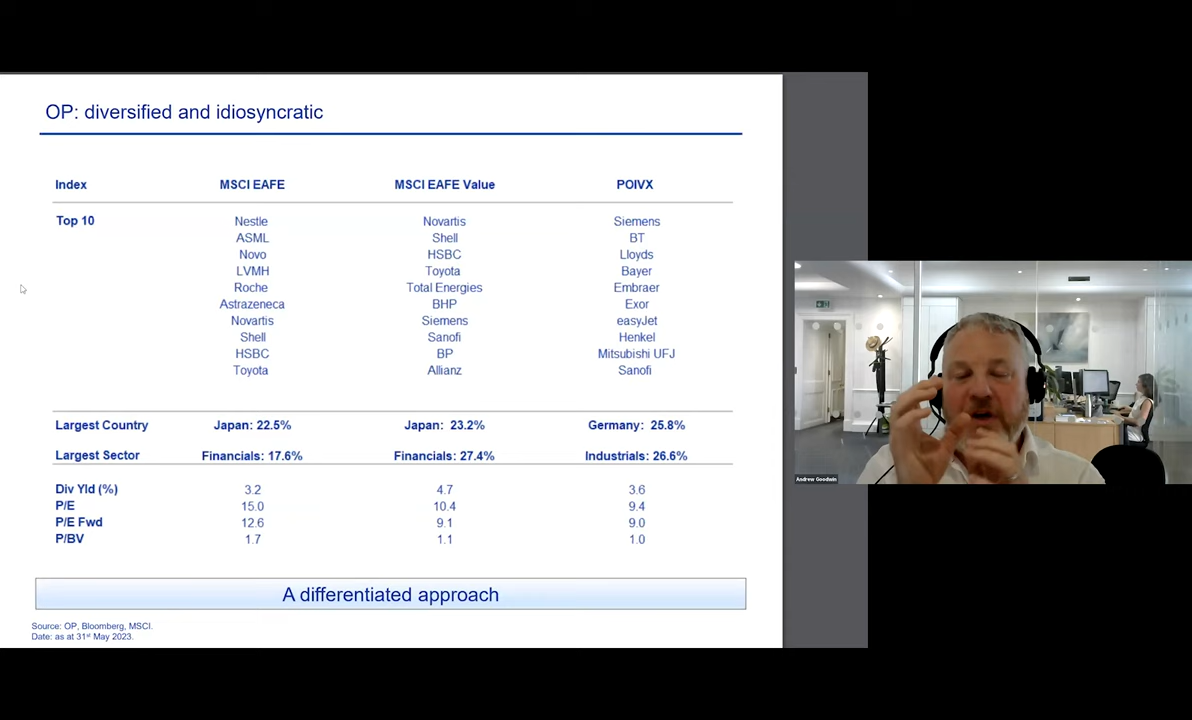 OP: diversified and idiosyncratic
Index MSCI EAFE MSCI EAFE Value POIVX
Top 10 Nestle Novartis Siemens
ASML Shell BT
Novo HSBC Lloyds
LVMH Toyota Bayer
Roche Total Energies Embraer
Astrazeneca BHP Exor
Novartis Siemens easyJet
Shell Sanofi Henkel
HSBC BP Mitsubishi UFJ
Toyota Allianz Sanofi
Largest Country Japan: 22.5% Japan: 23.2% Germany: 25.8%
Largest Sector Financials: 17.6% Financials: 27.4% Industrials: 26.6%
Div Yld (%) 3.2 4.7 3.6
P/E 15.0 10.4 9.4
P/E Fwd 12.6 9.1 9.0
P/BV 1.7 1.1 1.0
A differentiated approach
Source: OP, Bloomberg, MSCI.
Date: as at 31st May 2023.
Andrew Goodwin